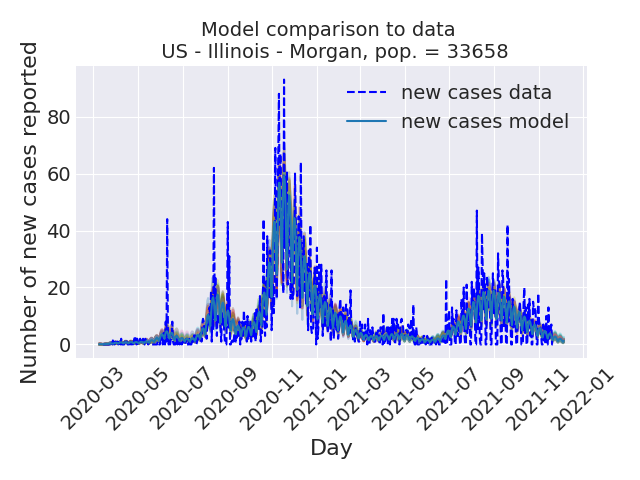 Model comparison to data
US - Illinois - Morgan, pop. = 33658
new cases data
new cases model
Number of new cases reported
80
60
40
20
0
2020-03
2020-05
2020-07
2020-09
2020-11
2021-01
2021-03
2021-05
2021-07
2021-09
2021-11
2022-01
Day